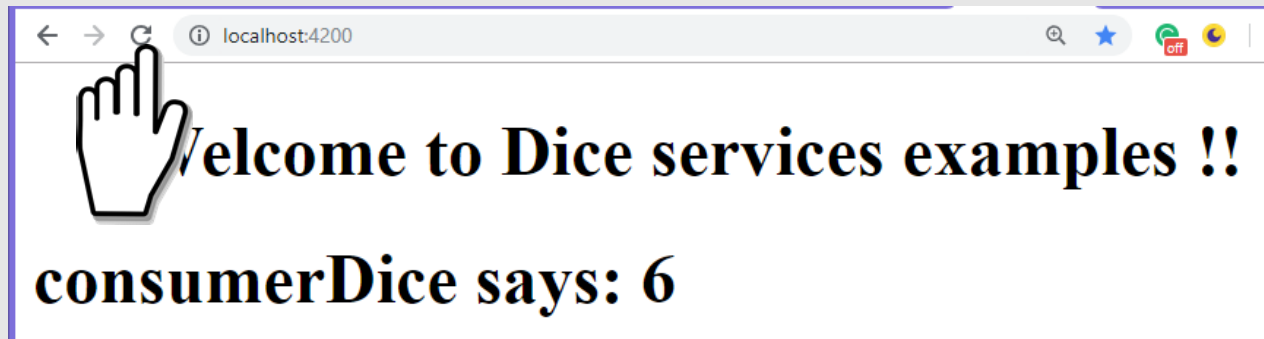 localhost:4200
off
Welcome to Dice services examples !!
consumerDice says: 6